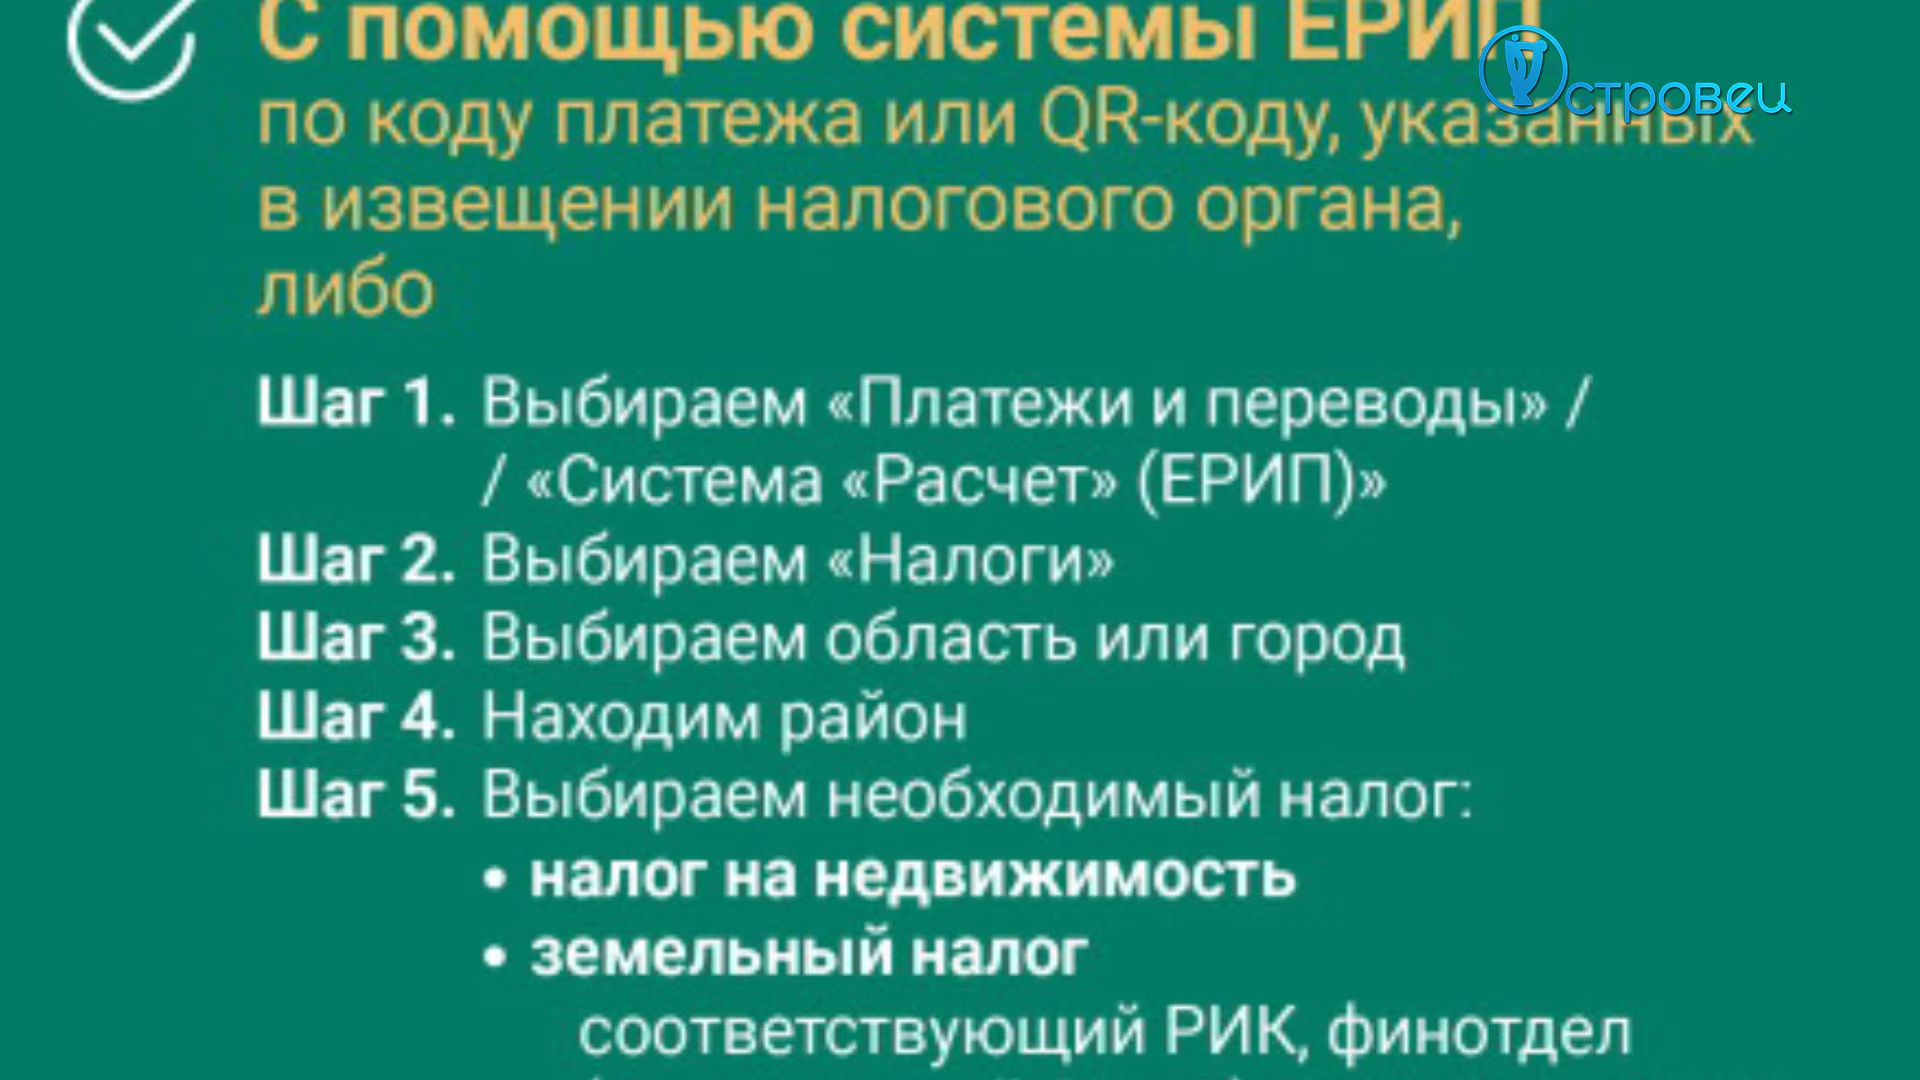 С помощью системы ЕРИП
Островец
по коду платежа или QR-коду, указанных
в извещении налогового органа,
либо
Шаг 1. Выбираем «Платежи и переводы» /
/ «Система «Расчет» (ЕРИП)»
Шаг 2. Выбираем «Налоги»
Шаг 3. Выбираем область или город
Шаг 4. Находим район
Шаг 5. Выбираем необходимый налог:
• налог на недвижимость
• земельный налог
соответствующий РИК, финотдел